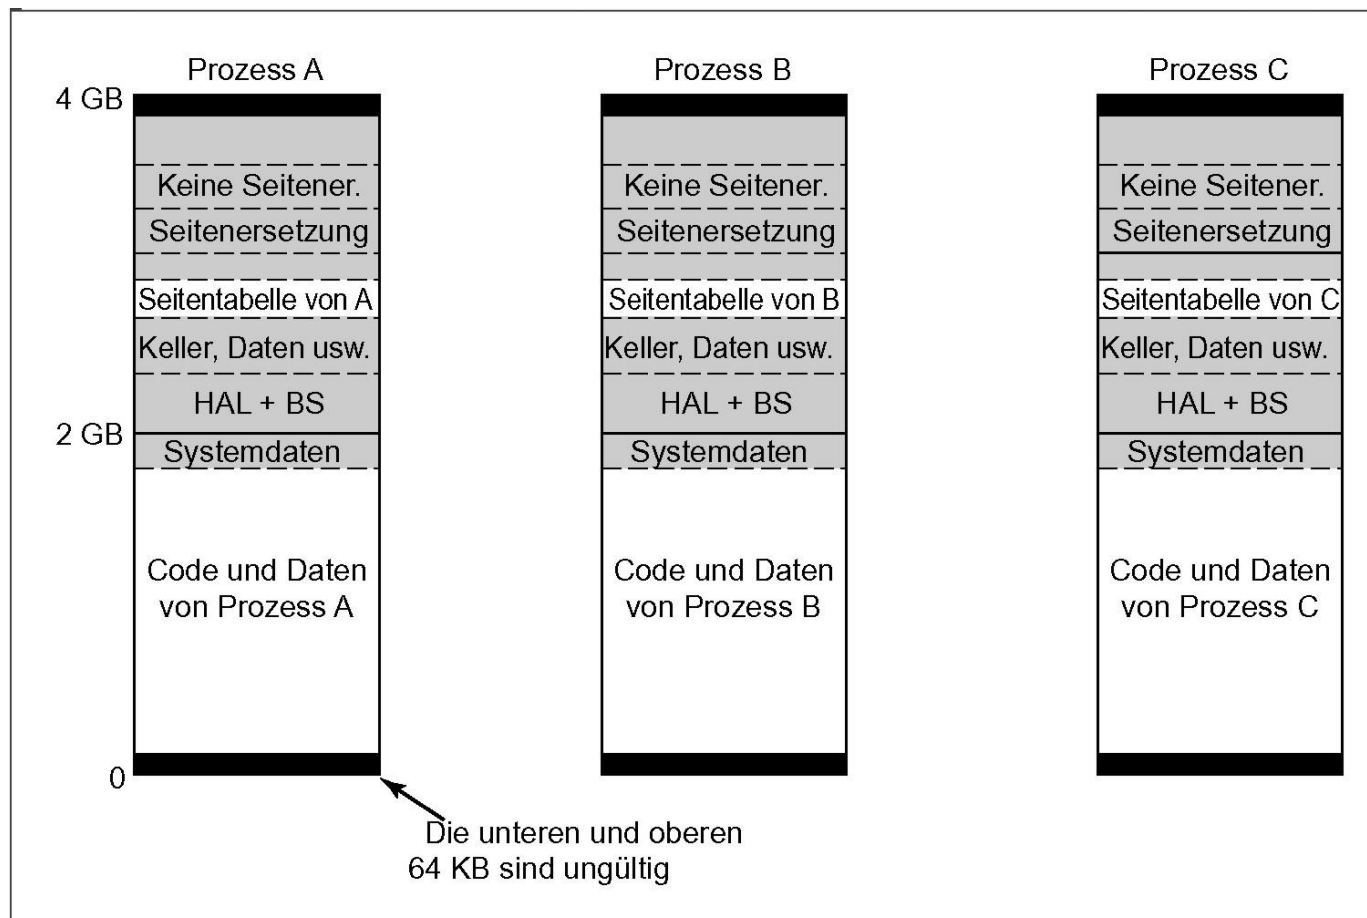 Prozess A
Prozess B
Prozess C
4 GB
Keine Seitener.
Keine Seitener.
Keine Seitener.
Seitenersetzung
Seitenersetzung
Seitenersetzung
Seitentabelle von A
Seitentabelle von B
Seitentabelle von C
Keller, Daten usw.
Keller, Daten usw.
Keller, Daten usw.
HAL + BS
HAL + BS
HAL + BS
2 GB
Systemdaten
Systemdaten
Systemdaten
Code und Daten
von Prozess A
Code und Daten
von Prozess B
Code und Daten
von Prozess C
0
Die unteren und oberen
64 KB sind ungültig